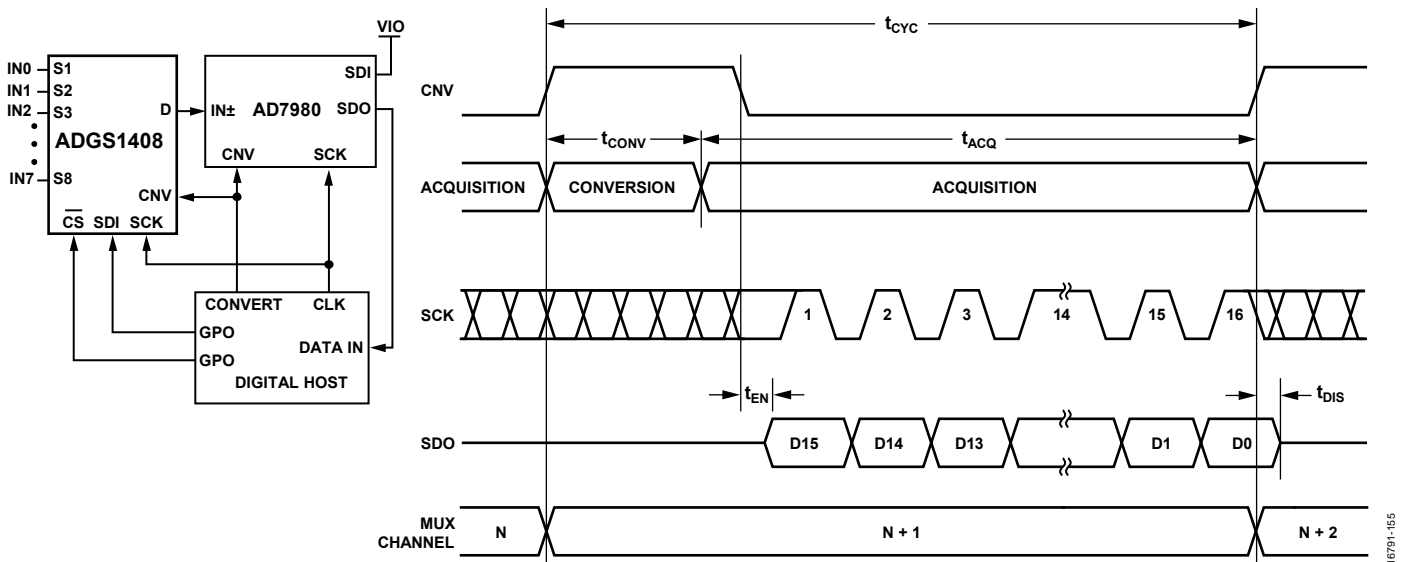 VIO
IN0
IN1
IN2
IN7
S1
S2
S3
S8
D
ADGS1408
CNV
CS SDI SCK
SDI
IN±
AD7980
SDO
CNV
SCK
CONVERT
CLK
GPO
GPO
DATA IN
DIGITAL HOST
tCYC
CNV
tCONV
tACQ
ACQUISITION
CONVERSION
ACQUISITION
SCK
1
2
3
14
15
16
tEN
tDIS
SDO
D15
D14
D13
D1
D0
MUX
CHANNEL
N
N + 1
N + 2